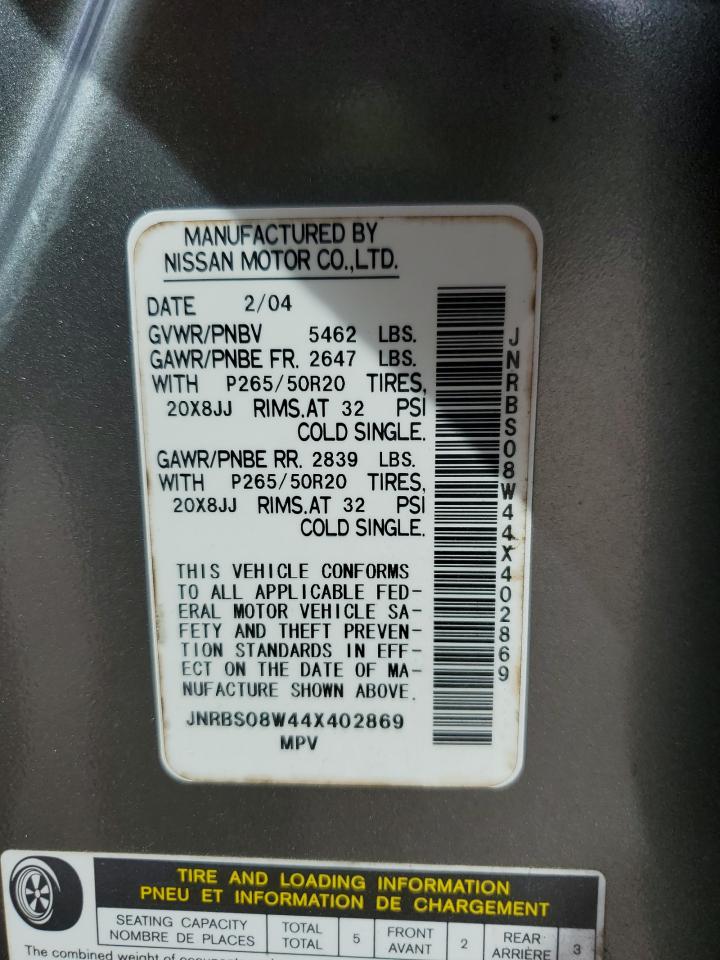 MANUFACTURED BY
NISSAN MOTOR CO.,LTD.
DATE 2/04
GVWR/PNBV 5462 LBS.
GAWR/PNBE FR. 2647 LBS.
WITH P265/50R20 TIRES,
20X8JJ RIMS.AT 32 PSI
COLD SINGLE.
GAWR/PNBE RR. 2839 LBS.
WITH P265/50R20 TIRES,
20X8JJ RIMS.AT 32 PSI
COLD SINGLE.
THIS VEHICLE CONFORMS
TO ALL APPLICABLE FED-
ERAL MOTOR VEHICLE SA-
FETY AND THEFT PREVEN-
TION STANDARDS IN EFF-
ECT ON THE DATE OF MA-
NUFACTURE SHOWN ABOVE.
JNRBS08W44X402869
MPV
JNRBS08W44X402869
TIRE AND LOADING INFORMATION
PNEU ET INFORMATION DE CHARGEMENT
SEATING CAPACITY
NOMBRE DE PLACES
TOTAL
TOTAL
5
FRONT
AVANT
2
REAR
ARRIÈRE
3
The combined weight of